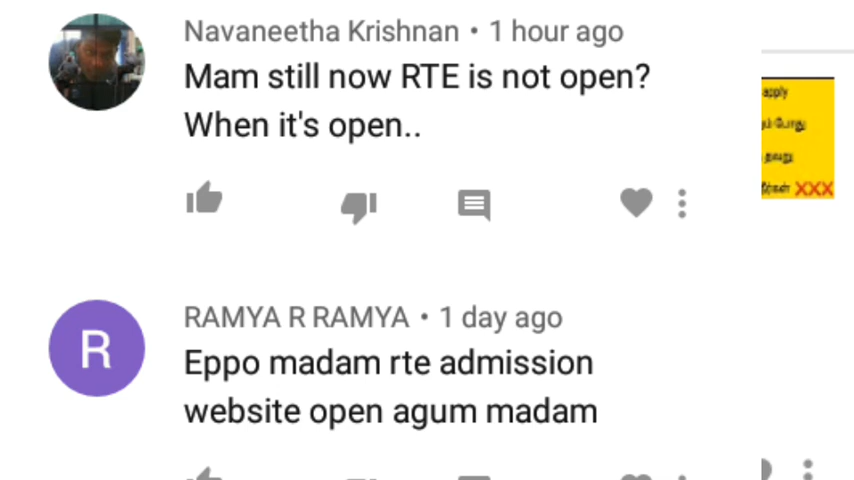 Navaneetha Krishnan • 1 hour ago
Mam still now RTE is not open?
When it's open..
apply
போது
தவறு
XXX
R
RAMYA R RAMYA • 1 day ago
Eppo madam rte admission
website open agum madam